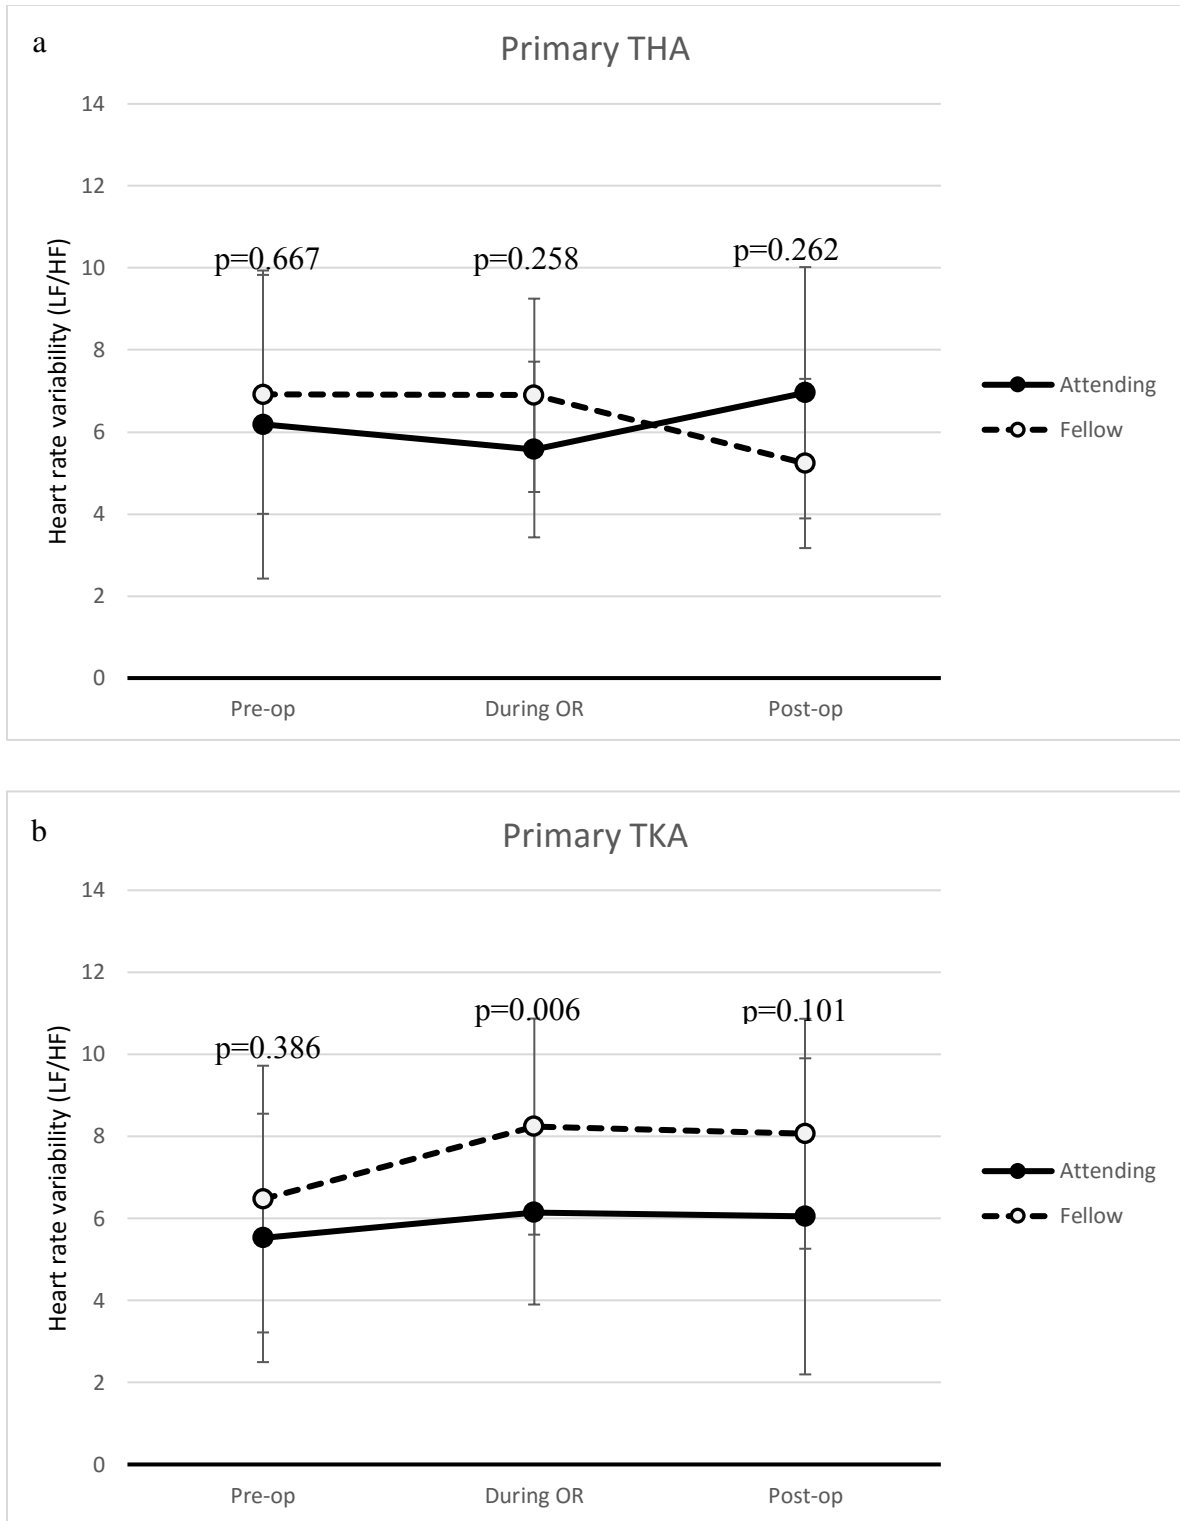 a
Primary THA
14
12
10
8
6
4
2
0
Heart rate variability (LF/HF)
p=0.667
p=0.258
p=0.262
Attending
Fellow
Pre-op
During OR
Post-op
b
Primary TKA
14
12
10
8
6
4
2
0
Heart rate variability (LF/HF)
p=0.386
p=0.006
p=0.101
Attending
Fellow
Pre-op
During OR
Post-op